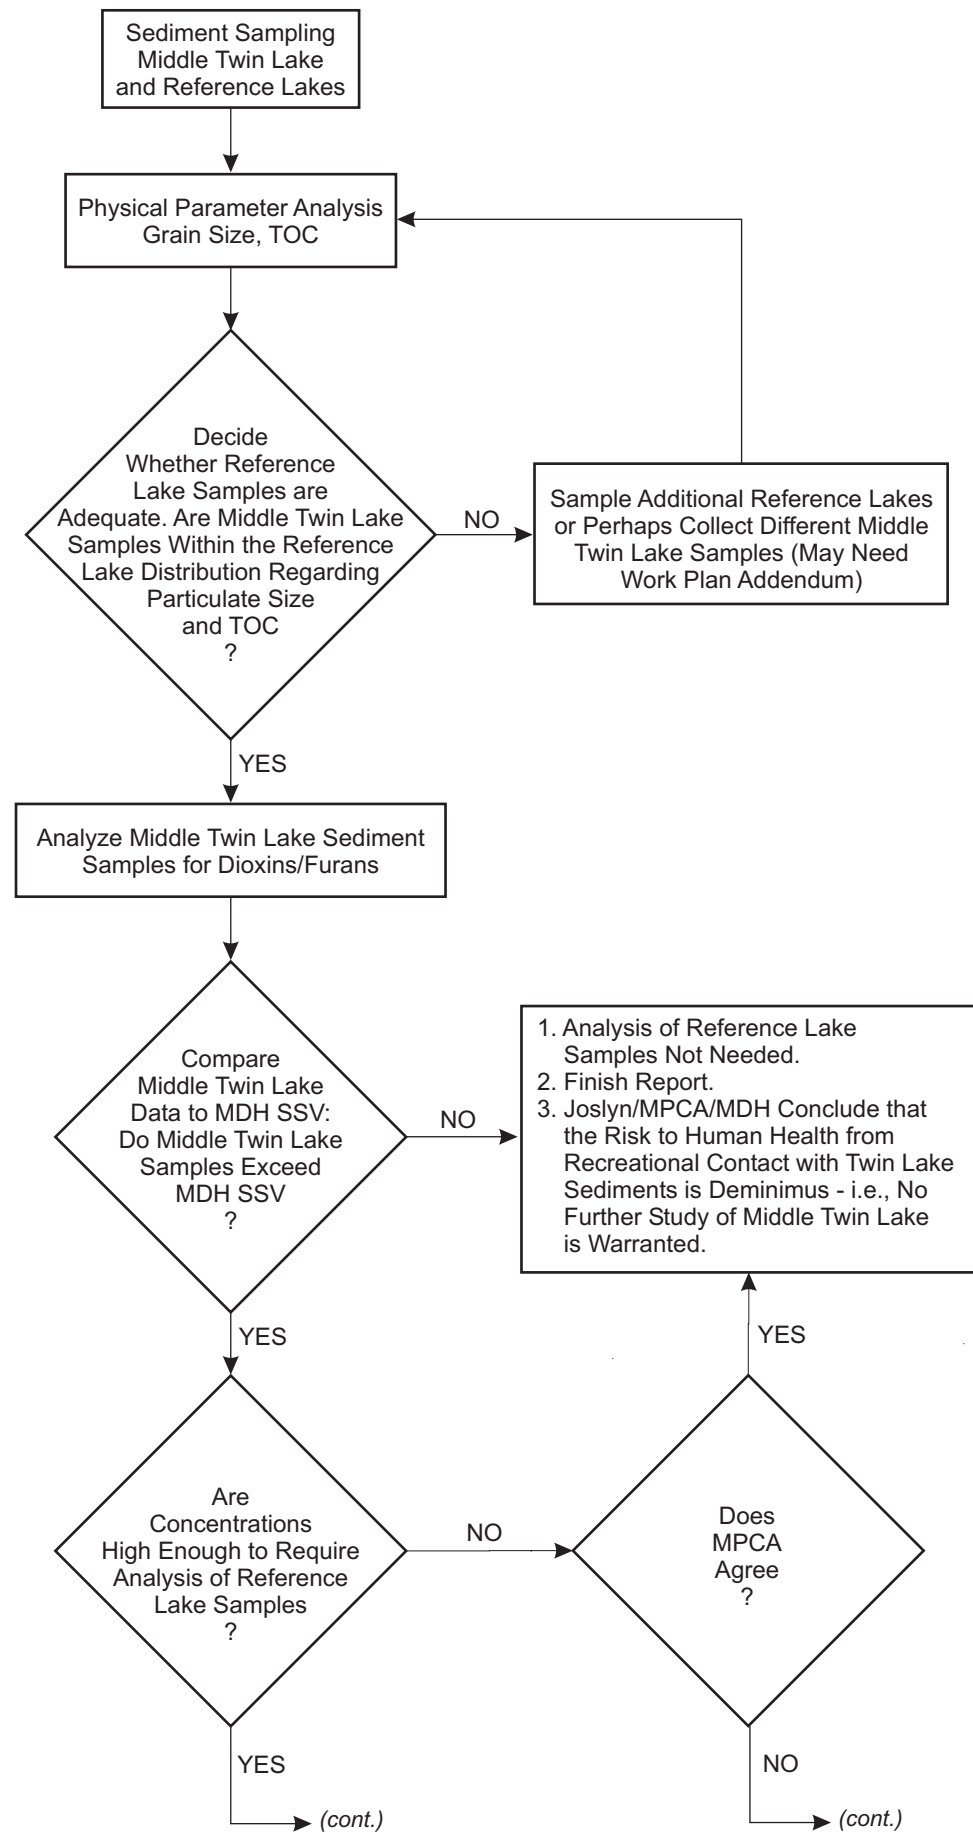 Sediment Sampling
Middle Twin Lake
and Reference Lakes
Physical Parameter Analysis
Grain Size, TOC
Decide
Whether Reference
Lake Samples are
Adequate. Are Middle Twin Lake
Samples Within the Reference
Lake Distribution Regarding
Particulate Size
and TOC
?
NO
Sample Additional Reference Lakes
or Perhaps Collect Different Middle
Twin Lake Samples (May Need
Work Plan Addendum)
YES
Analyze Middle Twin Lake Sediment
Samples for Dioxins/Furans
Compare
Middle Twin Lake
Data to MDH SSV:
Do Middle Twin Lake
Samples Exceed
MDH SSV
?
NO
1. Analysis of Reference Lake
Samples Not Needed.
2. Finish Report.
3. Joslyn/MPCA/MDH Conclude that
the Risk to Human Health from
Recreational Contact with Twin Lake
Sediments is Deminimus - i.e., No
Further Study of Middle Twin Lake
is Warranted.
YES
YES
Are
Concentrations
High Enough to Require
Analysis of Reference
Lake Samples
?
NO
Does
MPCA
Agree
?
YES
(cont.)
NO
(cont.)